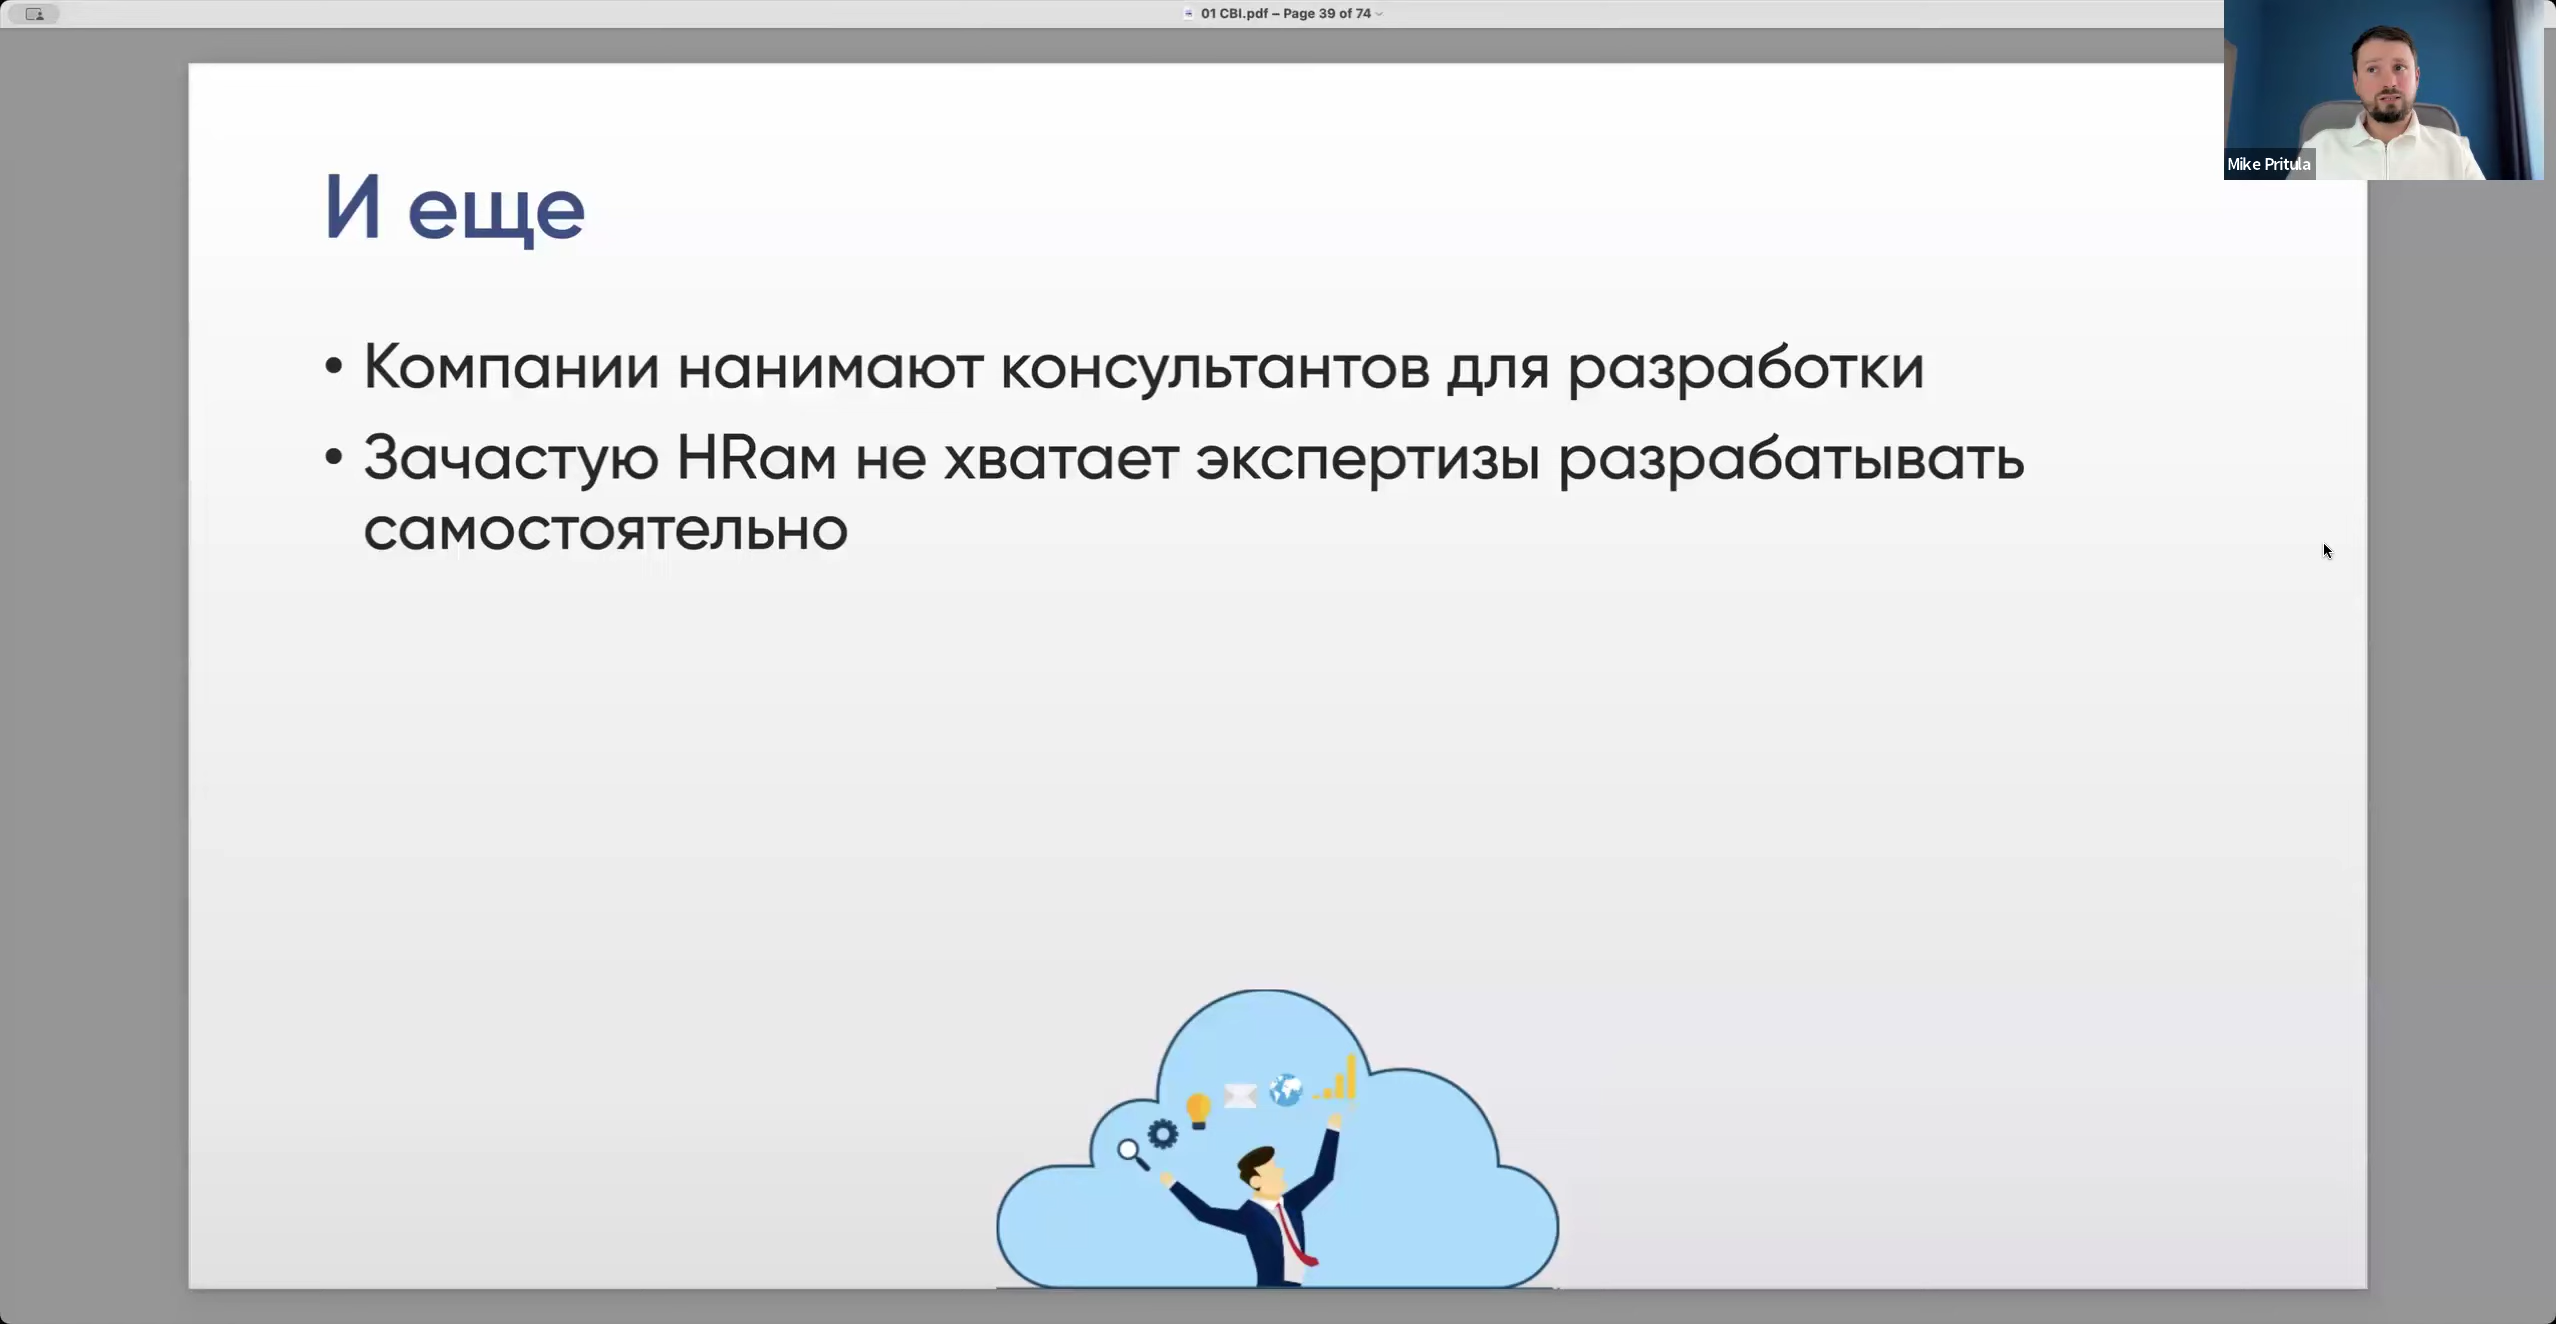 01 CBI.pdf – Page 39 of 74
Mike Pritula
И еще
• Компании нанимают консультантов для разработки
• Зачастую HRам не хватает экспертизы разрабатывать
самостоятельно